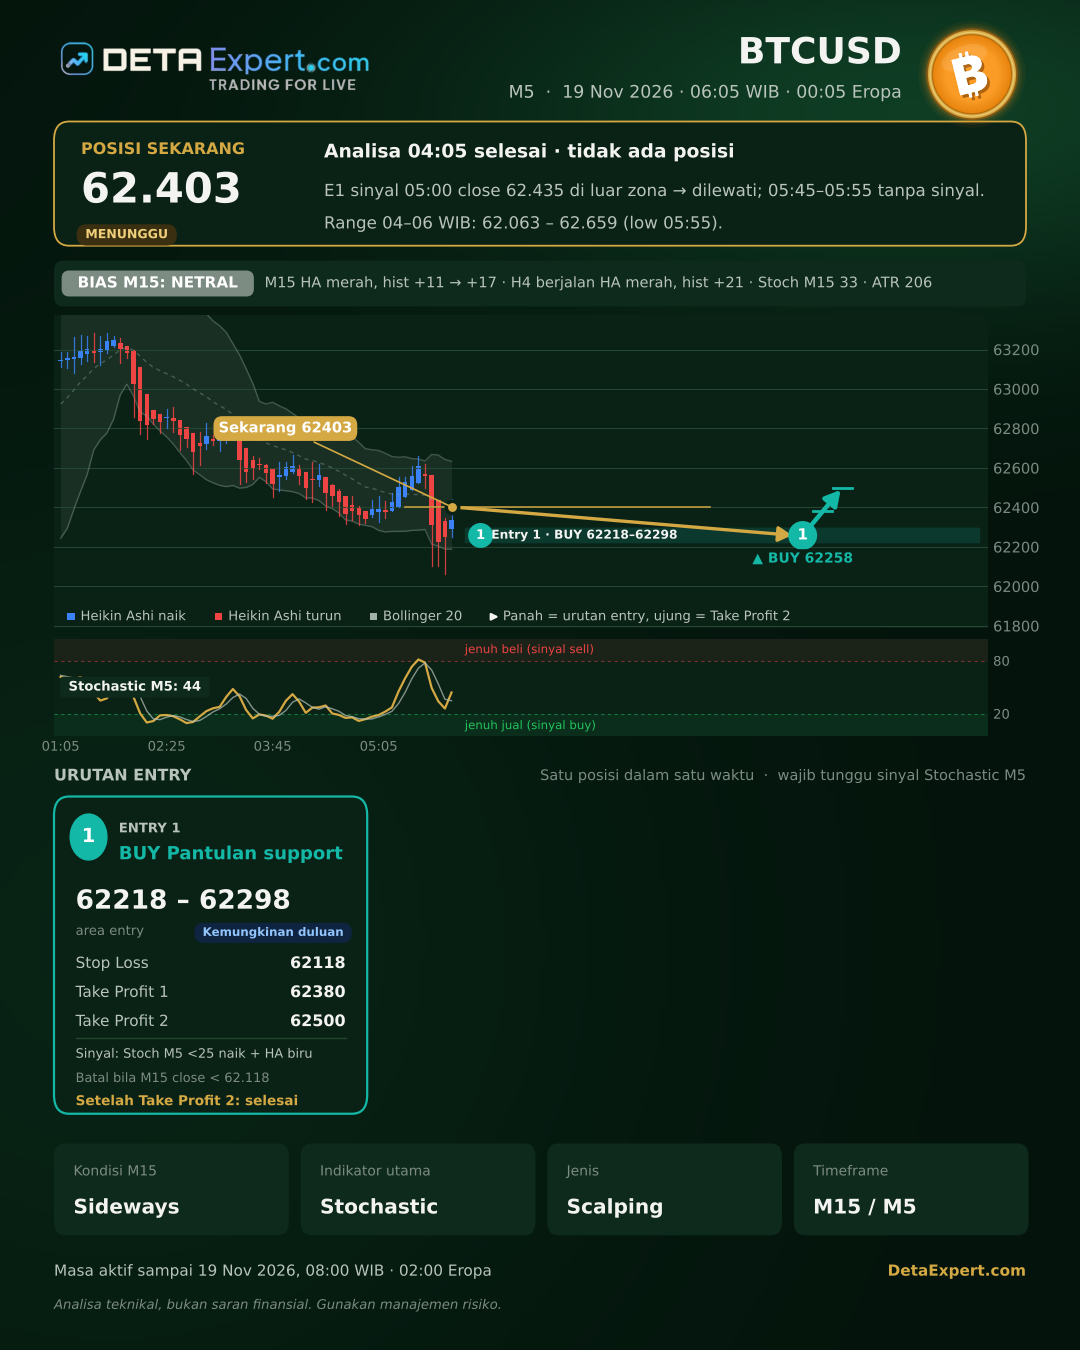 DETA Expert.com
TRADING FOR LIVE
BTCUSD
M5 · 19 Nov 2026 · 06:05 WIB · 00:05 Eropa
POSISI SEKARANG
62.403
MENUNGGU
Analisa 04:05 selesai · tidak ada posisi
E1 sinyal 05:00 close 62.435 di luar zona → dilewati; 05:45–05:55 tanpa sinyal.
Range 04–06 WIB: 62.063 – 62.659 (low 05:55).
BIAS M15: NETRAL
M15 HA merah, hist +11 → +17 · H4 berjalan HA merah, hist +21 · Stoch M15 33 · ATR 206
63200
63000
62800
62600
62400
62200
62000
61800
Sekarang 62403
1 Entry 1 · BUY 62218–62298
1
▲ BUY 62258
Heikin Ashi naik
Heikin Ashi turun
Bollinger 20
Panah = urutan entry, ujung = Take Profit 2
jenuh beli (sinyal sell)
80
Stochastic M5: 44
20
jenuh jual (sinyal buy)
01:05 02:25 03:45 05:05
URUTAN ENTRY
Satu posisi dalam satu waktu · wajib tunggu sinyal Stochastic M5
1
ENTRY 1
BUY Pantulan support
62218 – 62298
area entry
Kemungkinan duluan
Stop Loss 62118
Take Profit 1 62380
Take Profit 2 62500
Sinyal: Stoch M5 <25 naik + HA biru
Batal bila M15 close < 62.118
Setelah Take Profit 2: selesai
Kondisi M15
Sideways
Indikator utama
Stochastic
Jenis
Scalping
Timeframe
M15 / M5
Masa aktif sampai 19 Nov 2026, 08:00 WIB · 02:00 Eropa
DetaExpert.com
Analisa teknikal, bukan saran finansial. Gunakan manajemen risiko.